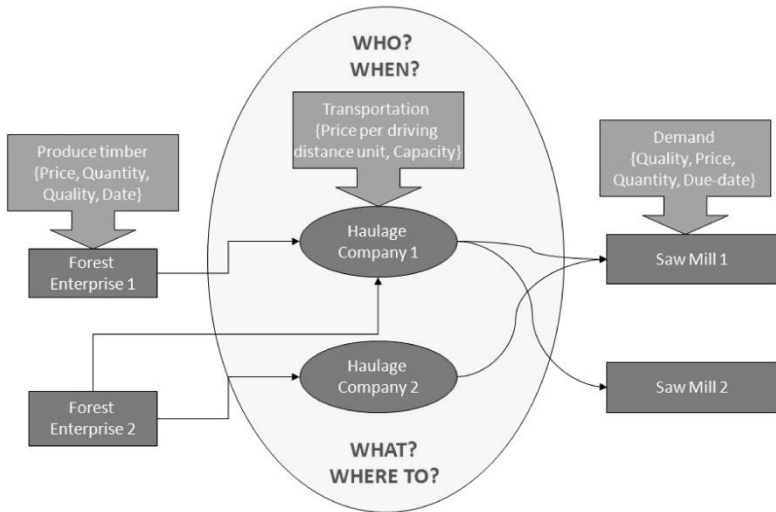 WHO?
WHEN?
Produce timber
{Price, Quantity,
Quality, Date}
Transportation
{Price per driving
distance unit, Capacity}
Demand
{Quality, Price,
Quantity, Due-date}
Forest
Enterprise 1
Haulage
Company 1
Saw Mill 1
Forest
Enterprise 2
Haulage
Company 2
Saw Mill 2
WHAT?
WHERE TO?